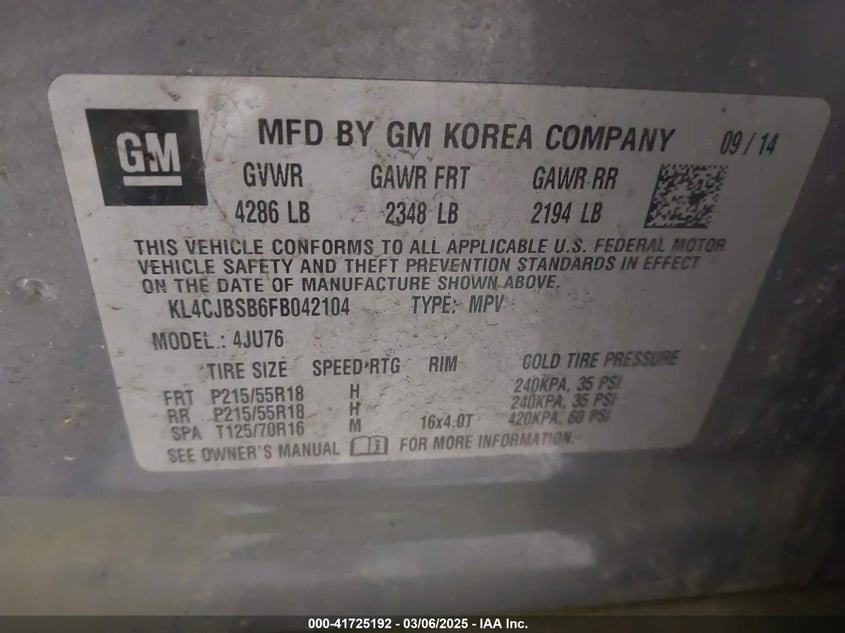 GM
MFD BY GM KOREA COMPANY 09 / 14
GVWR GAWR FRT GAWR RR
4286 LB 2348 LB 2194 LB
THIS VEHICLE CONFORMS TO ALL APPLICABLE U.S. FEDERAL MOTOR
VEHICLE SAFETY AND THEFT PREVENTION STANDARDS IN EFFECT
ON THE DATE OF MANUFACTURE SHOWN ABOVE.
KL4CJBSB6FB042104 TYPE: MPV
MODEL : 4JU76
TIRE SIZE SPEED RTG RIM COLD TIRE PRESSURE
FRT P215/55R18 H 240KPA, 35 PSI
RR P215/55R18 H 240KPA, 35 PSI
SPA T125/70R16 M 16x4.0T 420KPA, 60 PSI
SEE OWNER'S MANUAL FOR MORE INFORMATION.
000-41725192 - 03/06/2025 - IAA Inc.